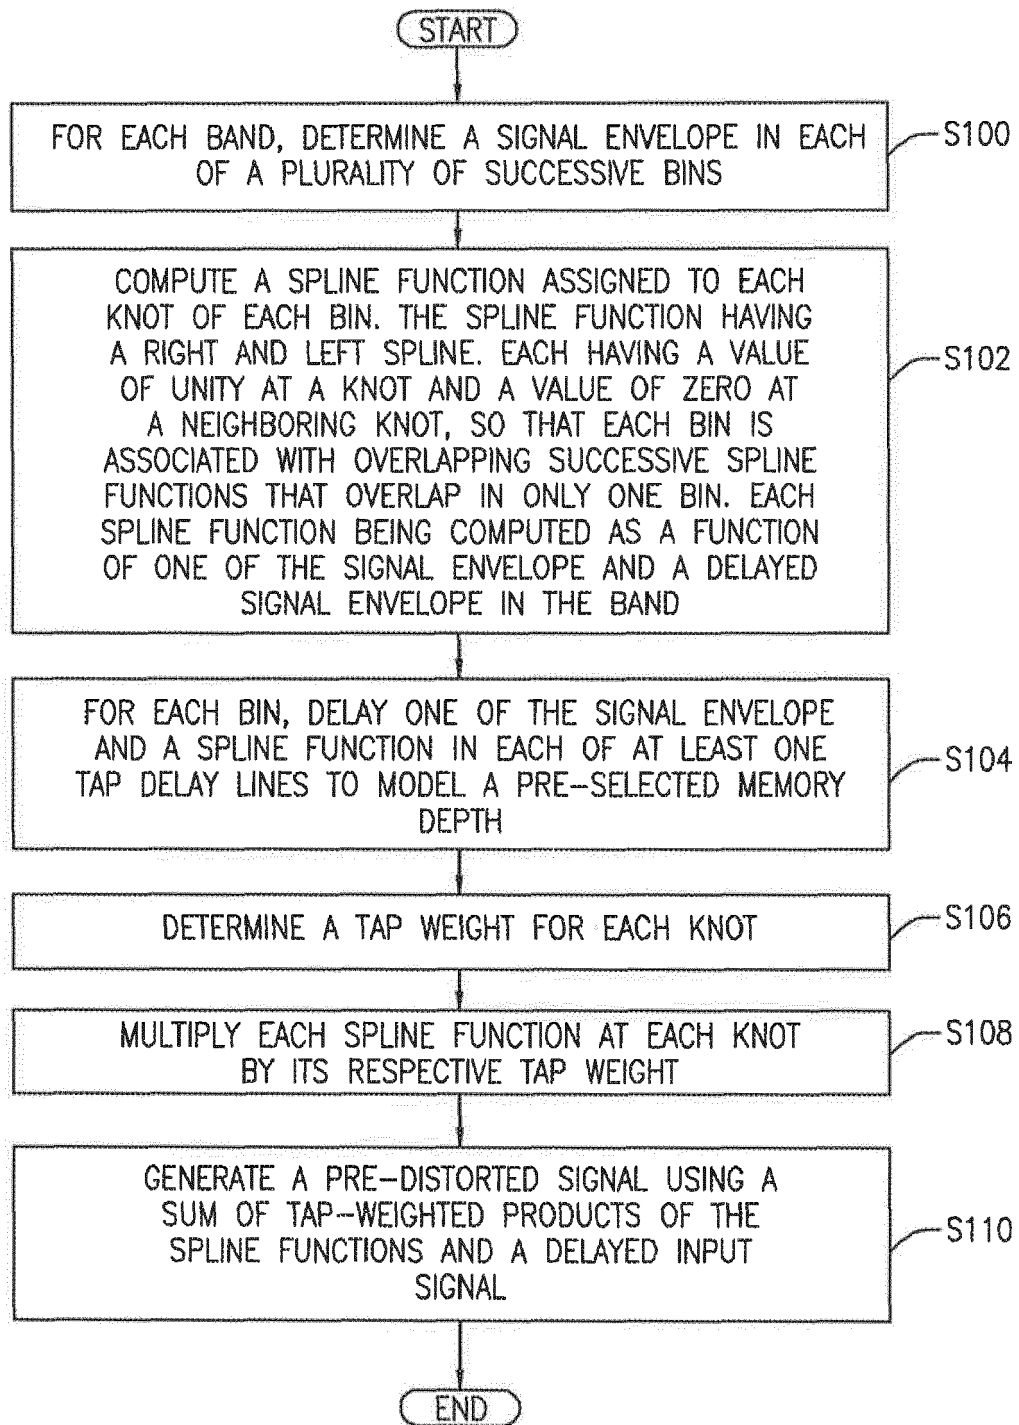 START
FOR EACH BAND, DETERMINE A SIGNAL ENVELOPE IN EACH
OF A PLURALITY OF SUCCESSIVE BINS
S100
COMPUTE A SPLINE FUNCTION ASSIGNED TO EACH
KNOT OF EACH BIN. THE SPLINE FUNCTION HAVING
A RIGHT AND LEFT SPLINE. EACH HAVING A VALUE
OF UNITY AT A KNOT AND A VALUE OF ZERO AT
A NEIGHBORING KNOT, SO THAT EACH BIN IS
ASSOCIATED WITH OVERLAPPING SUCCESSIVE SPLINE
FUNCTIONS THAT OVERLAP IN ONLY ONE BIN. EACH
SPLINE FUNCTION BEING COMPUTED AS A FUNCTION
OF ONE OF THE SIGNAL ENVELOPE AND A DELAYED
SIGNAL ENVELOPE IN THE BAND
S102
FOR EACH BIN, DELAY ONE OF THE SIGNAL ENVELOPE
AND A SPLINE FUNCTION IN EACH OF AT LEAST ONE
TAP DELAY LINES TO MODEL A PRE-SELECTED MEMORY
DEPTH
S104
DETERMINE A TAP WEIGHT FOR EACH KNOT
S106
MULTIPLY EACH SPLINE FUNCTION AT EACH KNOT
BY ITS RESPECTIVE TAP WEIGHT
S108
GENERATE A PRE-DISTORTED SIGNAL USING A
SUM OF TAP-WEIGHTED PRODUCTS OF THE
SPLINE FUNCTIONS AND A DELAYED INPUT
SIGNAL
S110
END